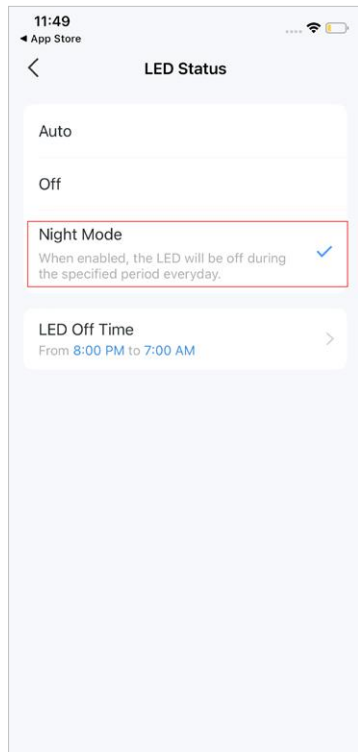 11:49
◀ App Store
LED Status
Auto
Off
Night Mode
When enabled, the LED will be off during
the specified period everyday.
LED Off Time
From 8:00 PM to 7:00 AM